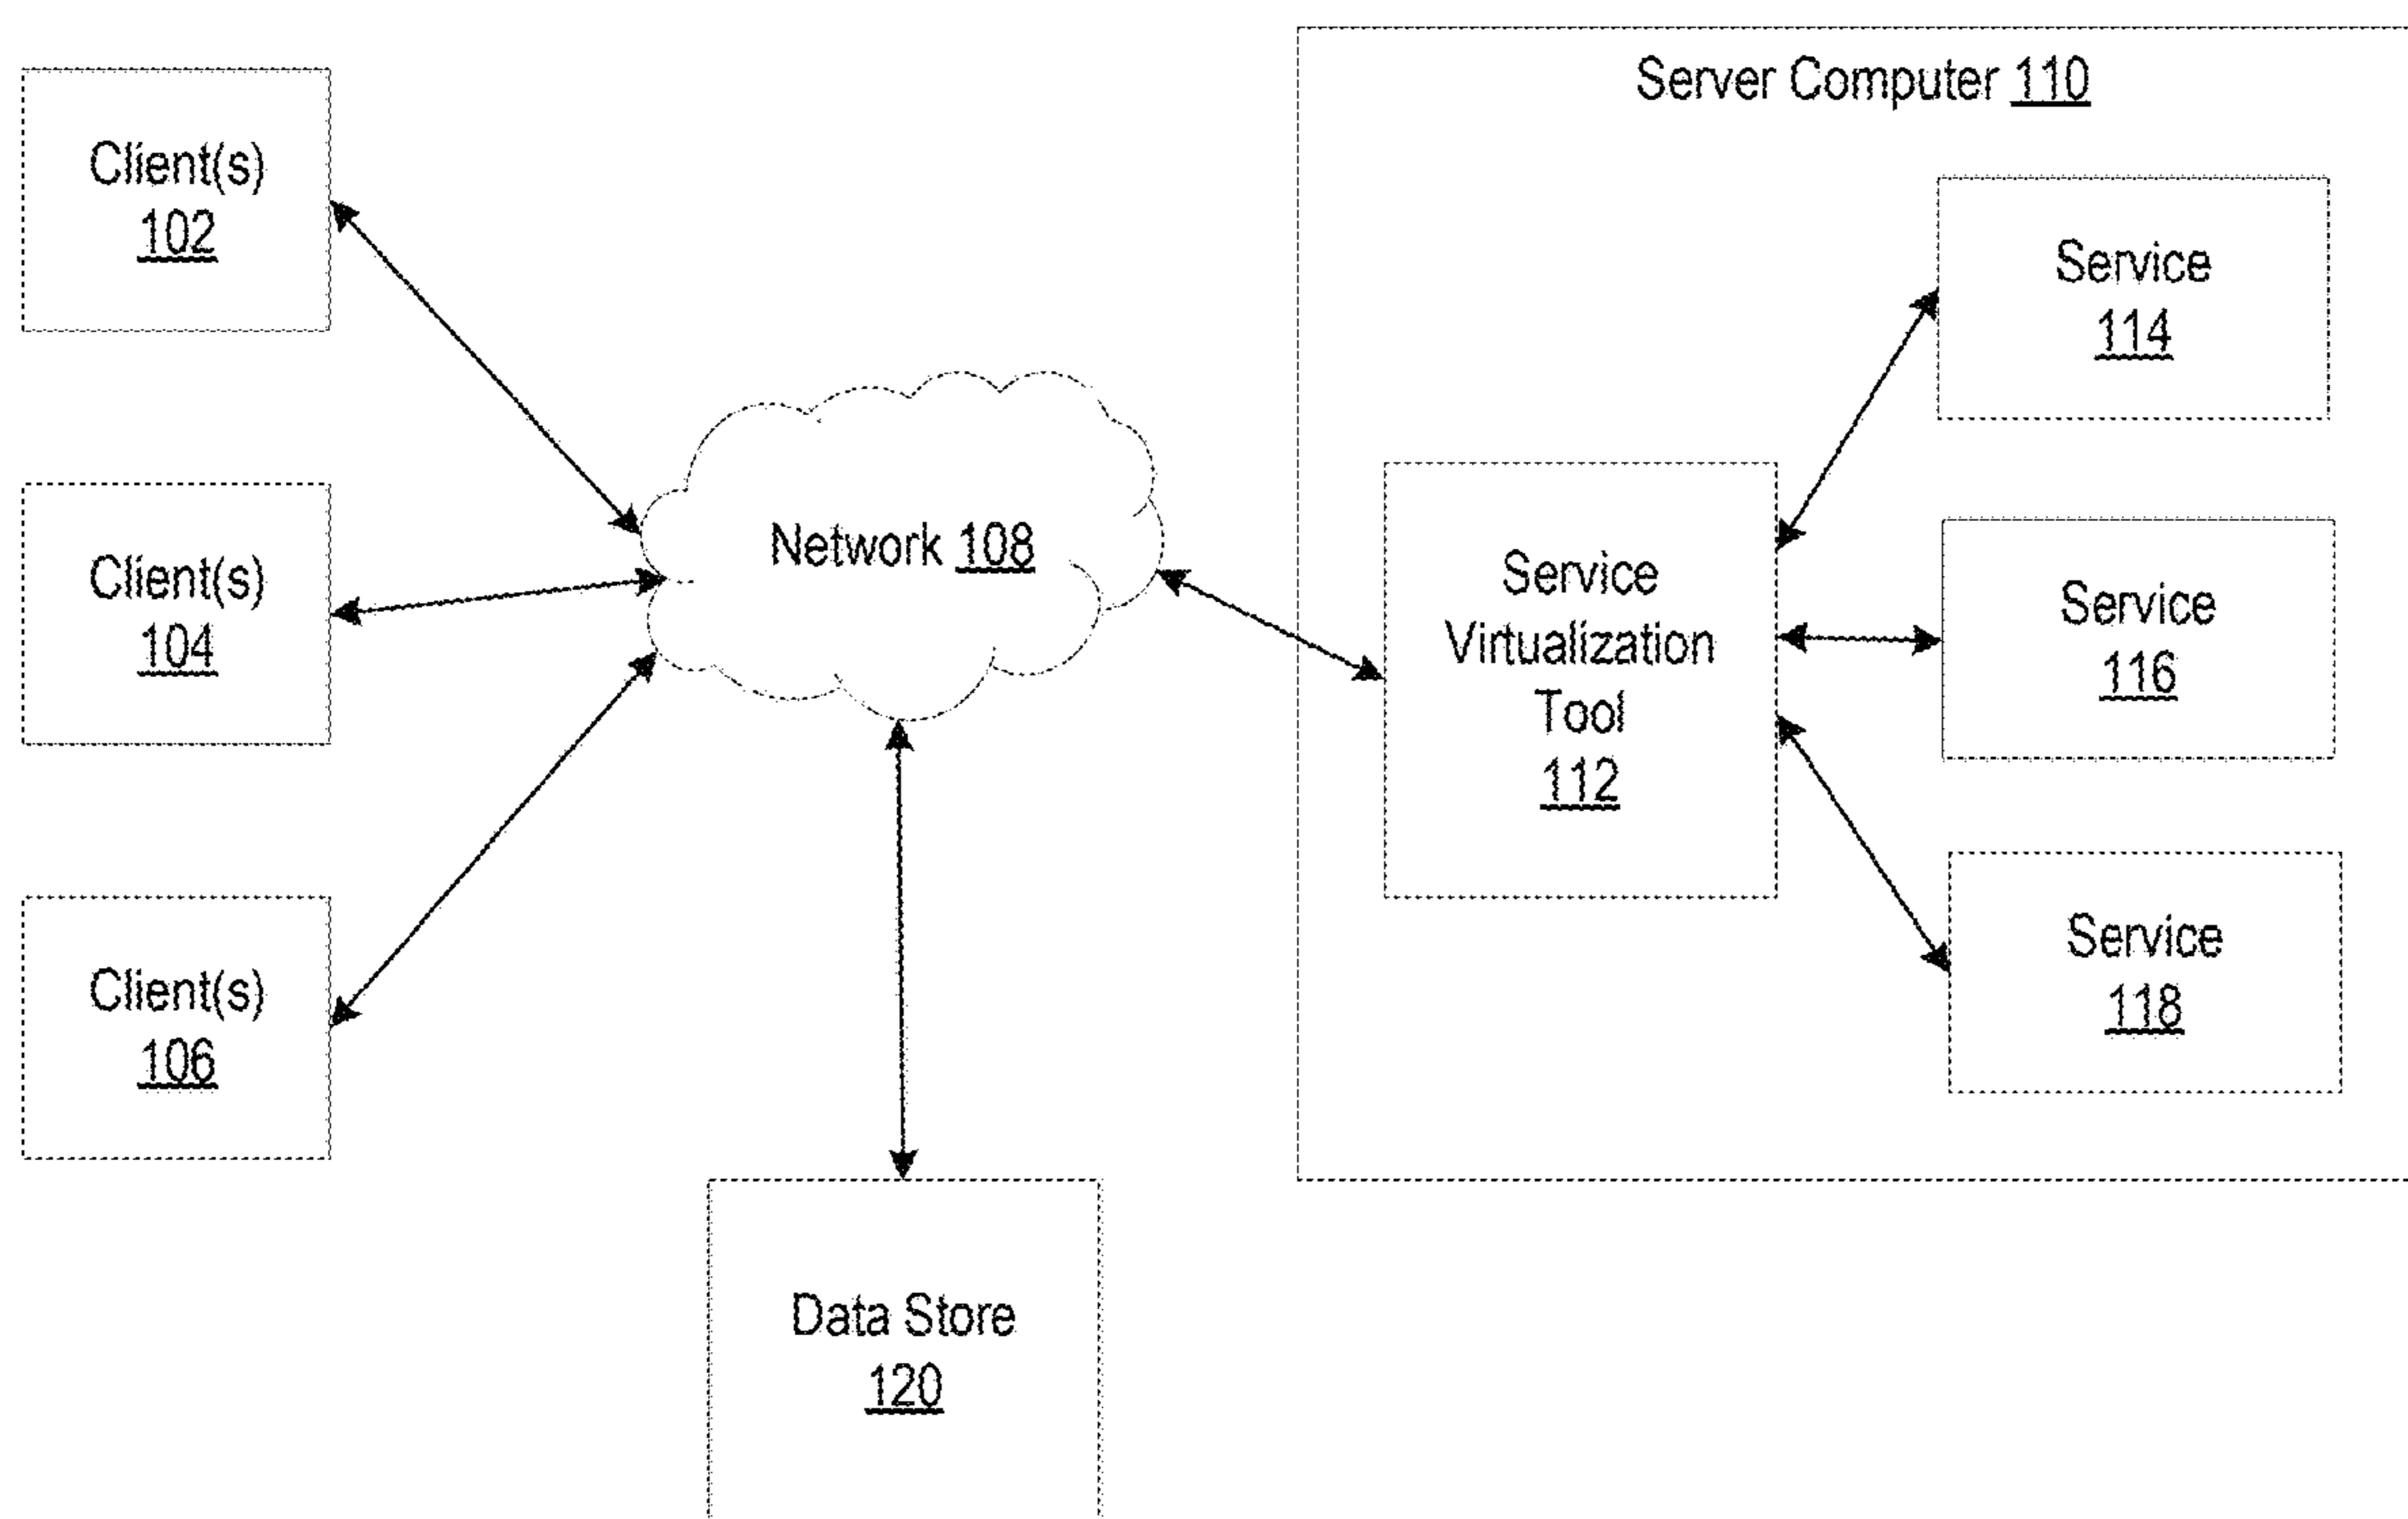 Server Computer 110
Client(s)
102
Service
114
Network 108
Client(s)
104
Service
Virtualization
Tool
112
Service
116
Client(s)
106
Service
118
Data Store
120